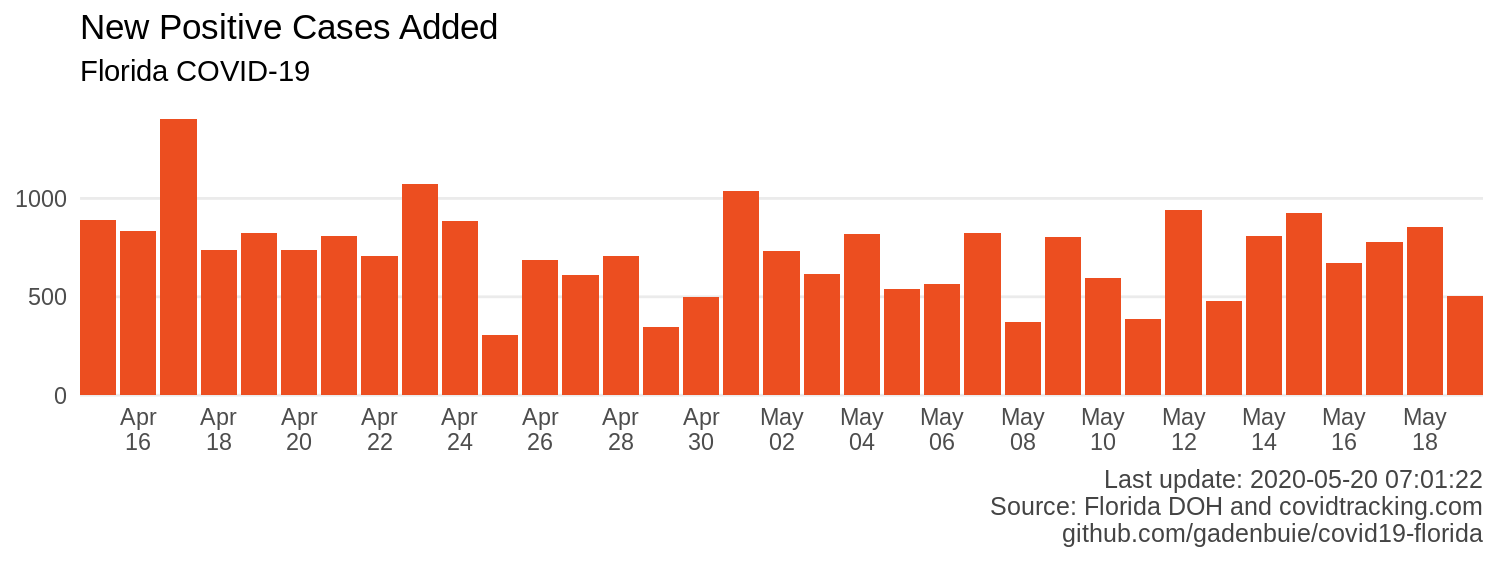 New Positive Cases Added
Florida COVID-19
1000
500
0
Apr Apr Apr Apr Apr Apr Apr Apr May May May May May May May May May
16 18 20 22 24 26 28 30 02 04 06 08 10 12 14 16 18
Last update: 2020-05-20 07:01:22
Source: Florida DOH and covidtracking.com
github.com/gadenbuie/covid19-florida